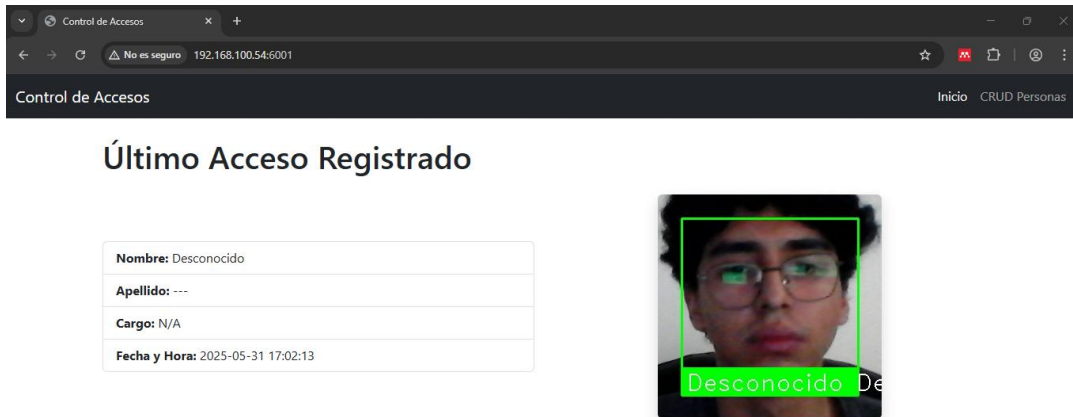 Control de Accesos
No es seguro 192.168.100.54:6001
Control de Accesos Inicio CRUD Personas
Último Acceso Registrado
Nombre: Desconocido
Apellido: ---
Cargo: N/A
Fecha y Hora: 2025-05-31 17:02:13
Desconocido De